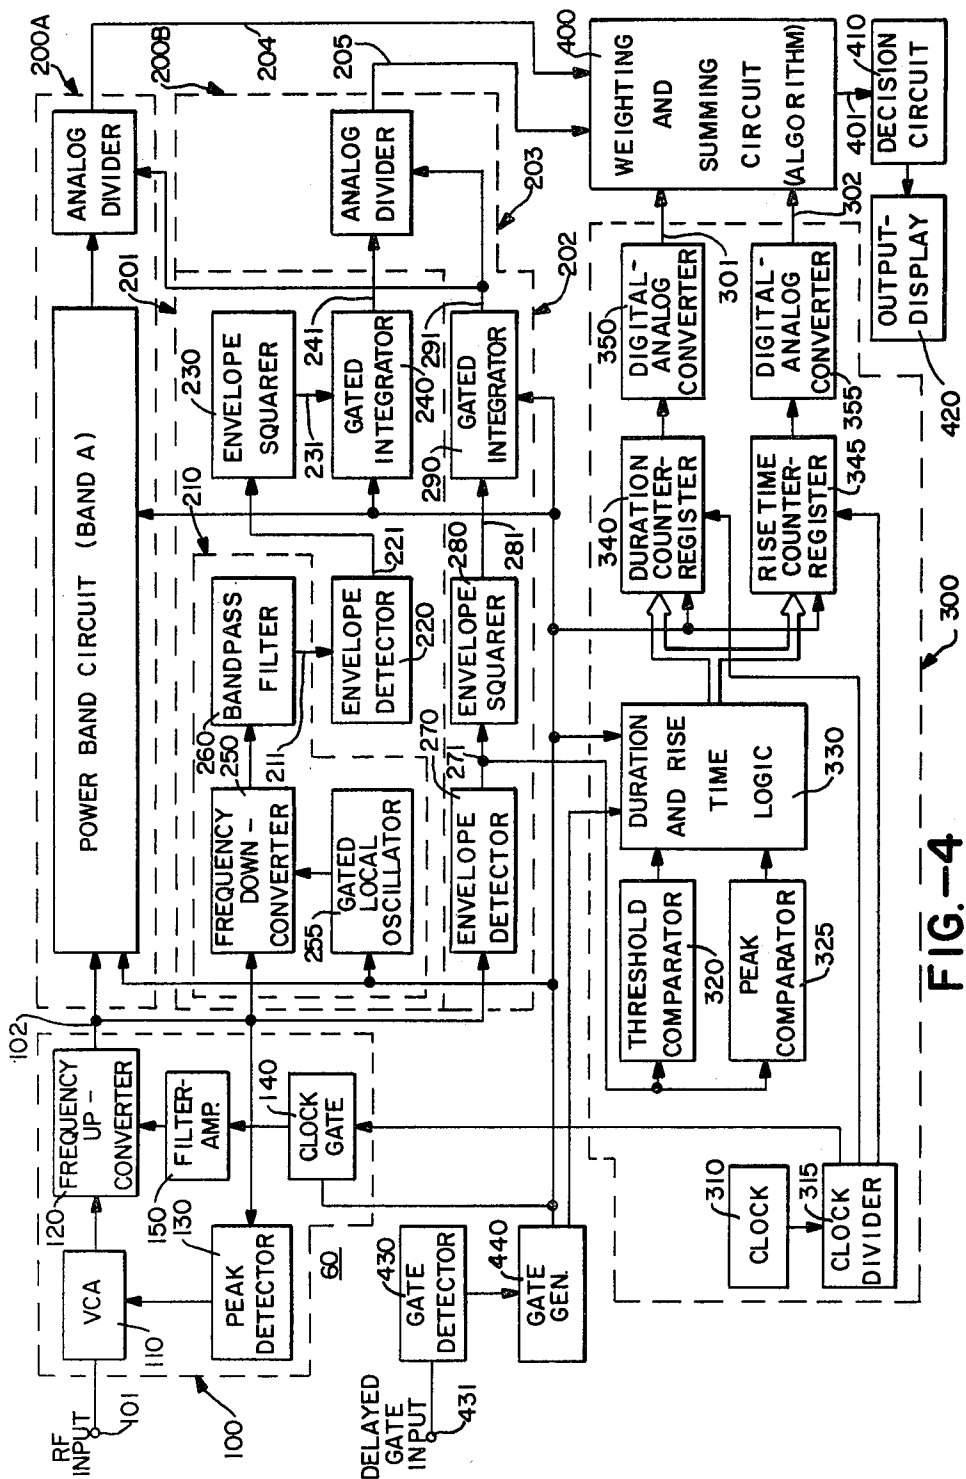 RF
INPUT
101
VCA
110
100
120
FREQUENCY
UP-
CONVERTER
102
150
FILTER-
AMP.
130
PEAK
DETECTOR
140
CLOCK
GATE
60
DELAYED
GATE
INPUT
431
430
GATE
DETECTOR
440
GATE
GEN.
200A
POWER BAND CIRCUIT (BAND A)
ANALOG
DIVIDER
201
200B
204
205
210
FREQUENCY
DOWN-
CONVERTER
250
260
BANDPASS
FILTER
211
255
GATED
LOCAL
OSCILLATOR
ENVELOPE
DETECTOR
220
221
230
ENVELOPE
SQUARER
231
GATED
INTEGRATOR
240
241
ANALOG
DIVIDER
203
270
ENVELOPE
DETECTOR
271
280
ENVELOPE
SQUARER
281
290
GATED
INTEGRATOR
291
202
THRESHOLD
COMPARATOR
320
PEAK
COMPARATOR
325
DURATION
AND RISE
TIME
LOGIC
330
340
DURATION
COUNTER-
REGISTER
RISE TIME
COUNTER-
REGISTER
345
350
DIGITAL-
ANALOG
CONVERTER
301
DIGITAL-
ANALOG
CONVERTER
355
302
310
CLOCK
315
CLOCK
DIVIDER
300
400
WEIGHTING
AND
SUMMING
CIRCUIT
(ALGORITHM)
401
410
DECISION
CIRCUIT
OUTPUT-
DISPLAY
420
FIG.-4